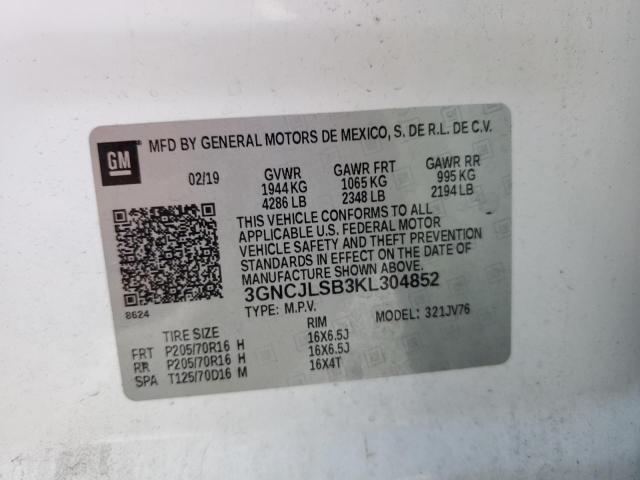 GM
MFD BY GENERAL MOTORS DE MEXICO, S. DE R.L. DE C.V.
02/19 GVWR GAWR FRT GAWR RR
1944 KG 1065 KG 995 KG
4286 LB 2348 LB 2194 LB
THIS VEHICLE CONFORMS TO ALL
APPLICABLE U.S. FEDERAL MOTOR
VEHICLE SAFETY AND THEFT PREVENTION
STANDARDS IN EFFECT ON THE DATE OF
MANUFACTURE SHOWN ABOVE.
3GNCJLSB3KL304852
8624 TYPE: M.P.V. MODEL: 321JV76
TIRE SIZE RIM
FRT P205/70R16 H 16X6.5J
RR P205/70R16 H 16X6.5J
SPA T125/70D16 M 16X4T